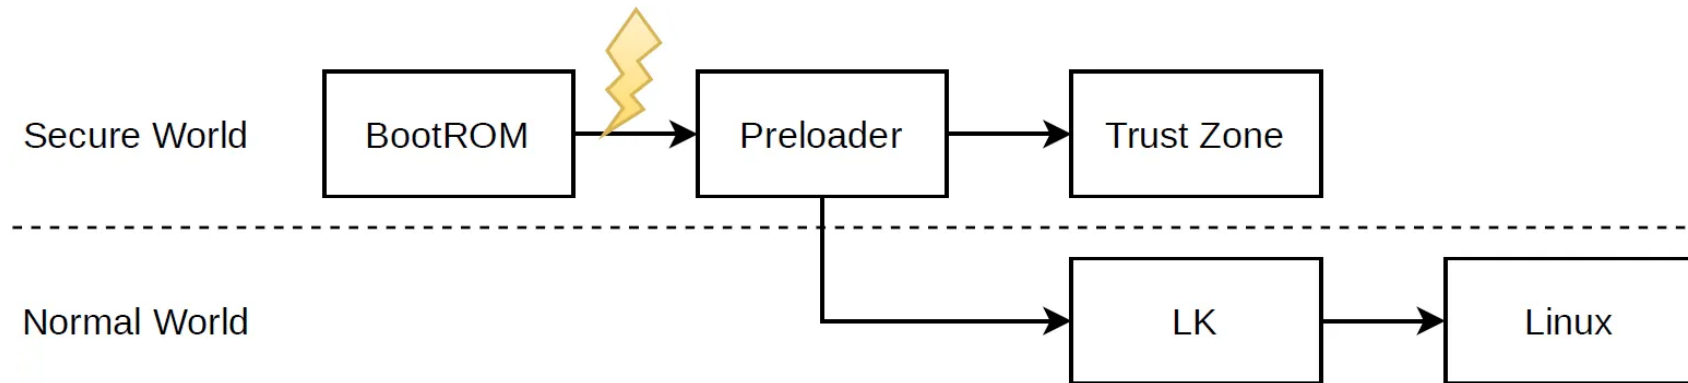 Secure World
BootROM
Preloader
Trust Zone
Normal World
LK
Linux